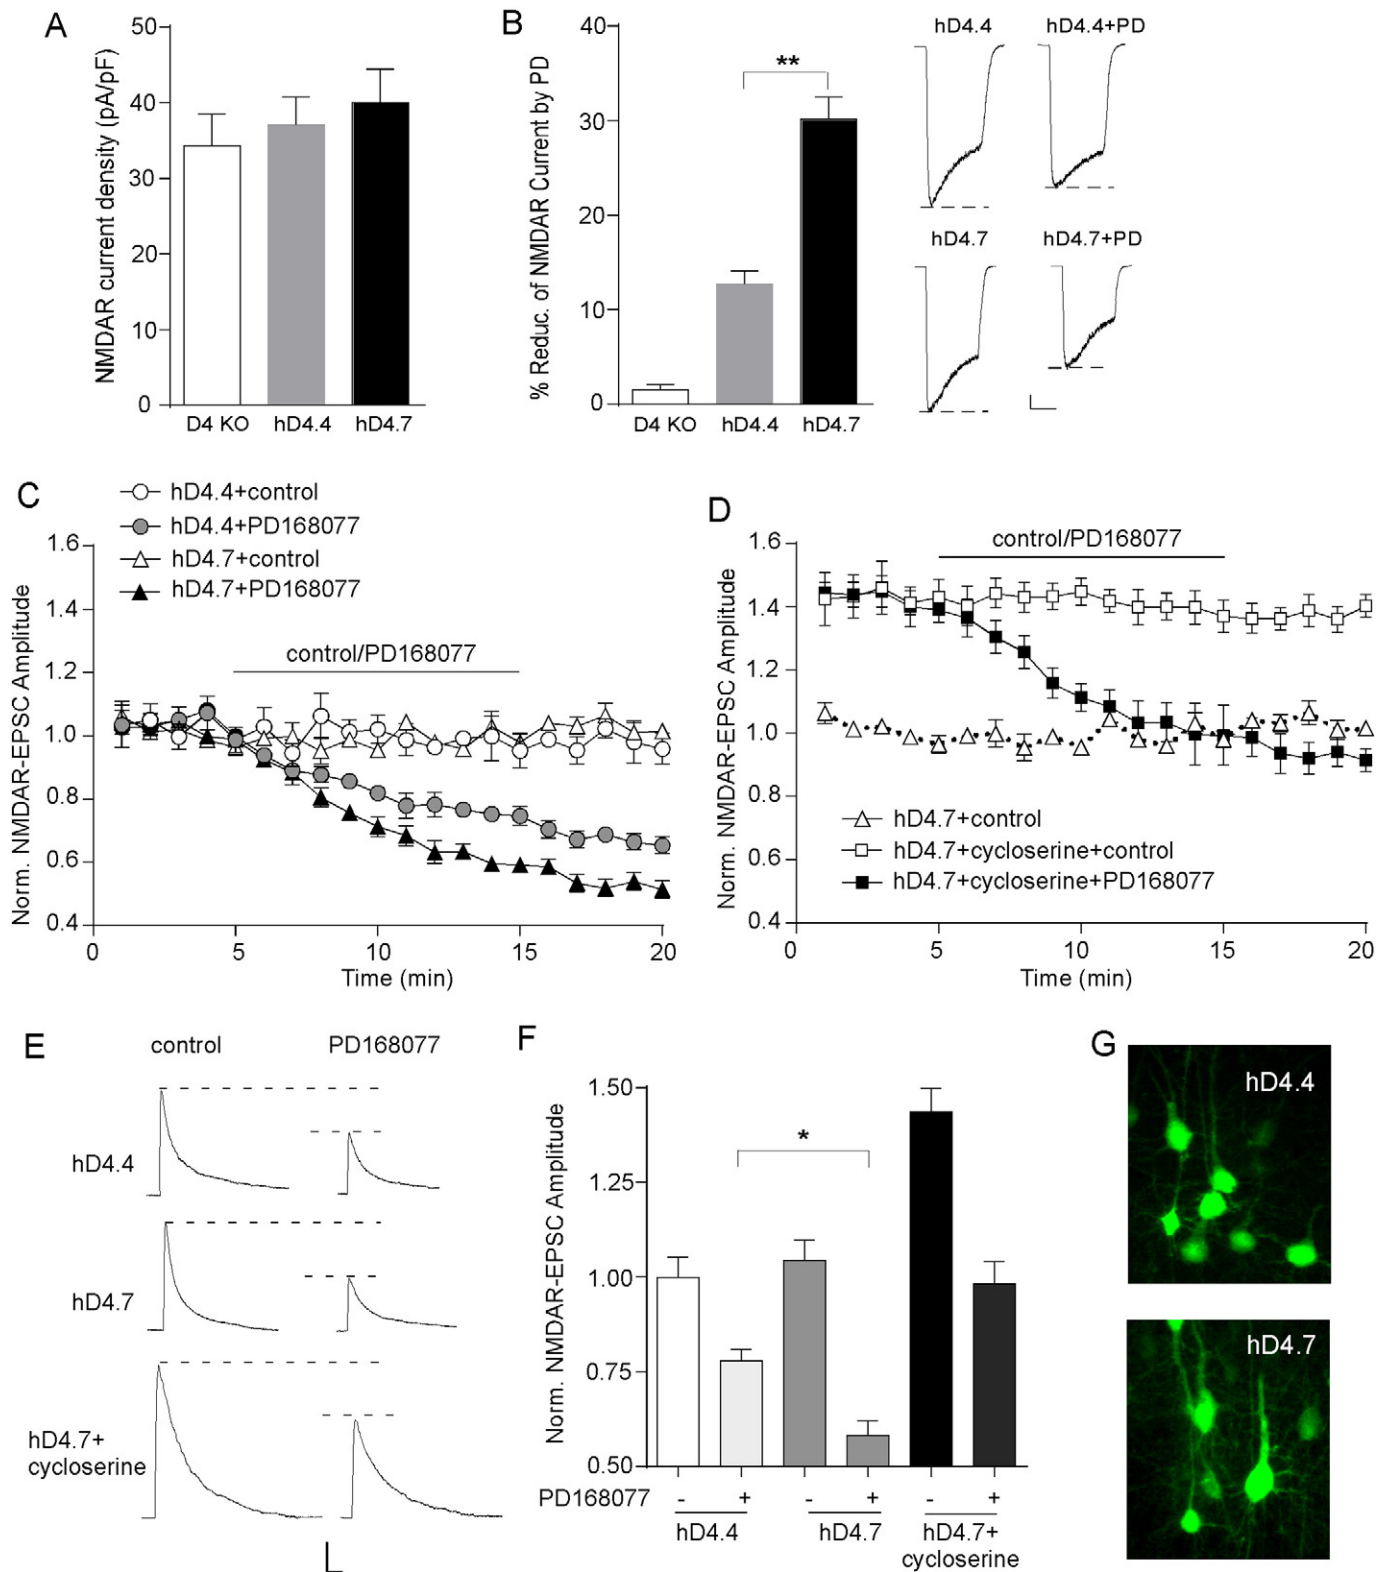 A
NMDAR current density (pA/pF)
50
40
30
20
10
0
D4 KO hD4.4 hD4.7
B
% Reduc. of NMDAR Current by PD
40
30
20
10
0
**
D4 KO hD4.4 hD4.7
hD4.4 hD4.4+PD
hD4.7 hD4.7+PD
C
hD4.4+control
hD4.4+PD168077
hD4.7+control
hD4.7+PD168077
control/PD168077
Norm. NMDAR-EPSC Amplitude
1.6
1.4
1.2
1.0
0.8
0.6
0.4
0 5 10 15 20
Time (min)
D
control/PD168077
Norm. NMDAR-EPSC Amplitude
1.6
1.4
1.2
1.0
0.8
0.6
0.4
hD4.7+control
hD4.7+cycloserine+control
hD4.7+cycloserine+PD168077
0 5 10 15 20
Time (min)
E
control PD168077
hD4.4
hD4.7
hD4.7+
cycloserine
F
Norm. NMDAR-EPSC Amplitude
1.50
1.25
1.00
0.75
0.50
*
PD168077 - + - + - +
hD4.4 hD4.7 hD4.7+
cycloserine
G
hD4.4
hD4.7